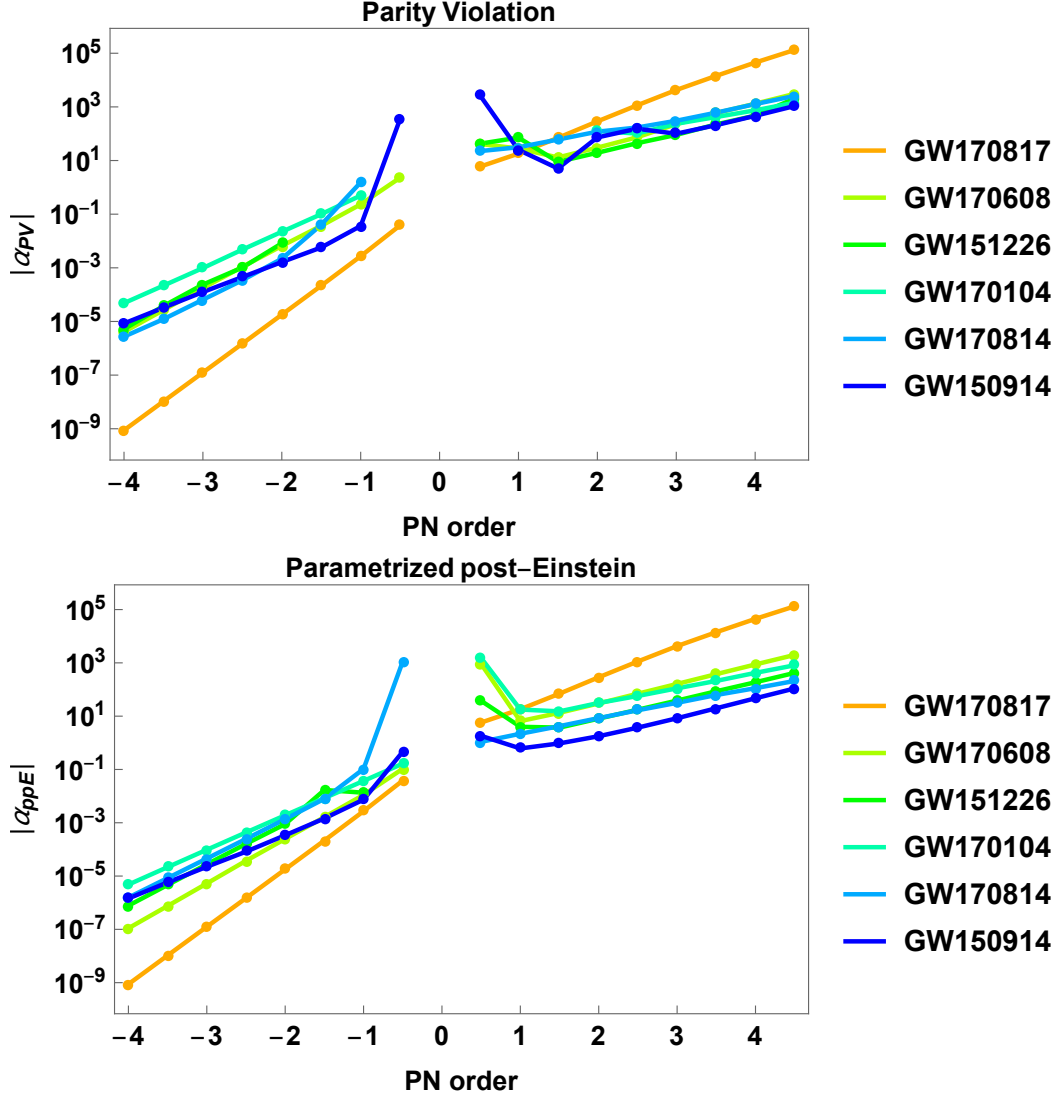 Parity Violation
|α_PV|
10^5
10^3
10^1
10^−1
10^−3
10^−5
10^−7
10^−9
−4 −3 −2 −1 0 1 2 3 4
PN order
GW170817
GW170608
GW151226
GW170104
GW170814
GW150914
Parametrized post−Einstein
|α_ppE|
10^5
10^3
10^1
10^−1
10^−3
10^−5
10^−7
10^−9
−4 −3 −2 −1 0 1 2 3 4
PN order
GW170817
GW170608
GW151226
GW170104
GW170814
GW150914